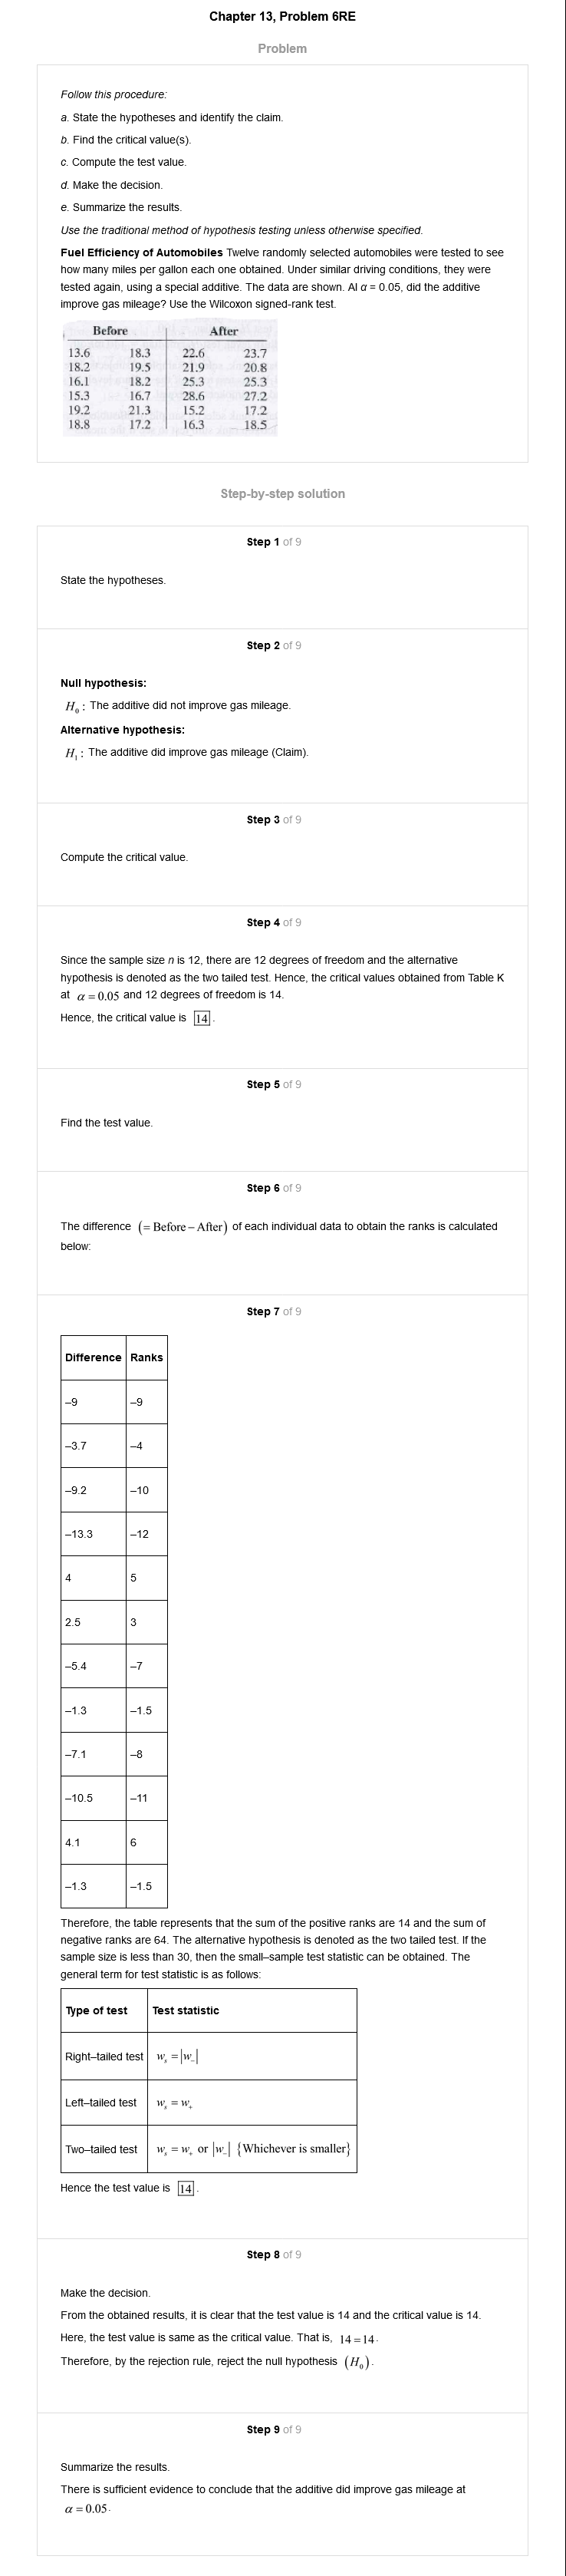 Chapter 13, Problem 6RE
Problem
Follow this procedure:
a. State the hypotheses and identify the claim.
b. Find the critical value(s).
c. Compute the test value.
d. Make the decision.
e. Summarize the results.
Use the traditional method of hypothesis testing unless otherwise specified.
Fuel Efficiency of Automobiles Twelve randomly selected automobiles were tested to see
how many miles per gallon each one obtained. Under similar driving conditions, they were
tested again, using a special additive. The data are shown. Al α = 0.05, did the additive
improve gas mileage? Use the Wilcoxon signed-rank test.
Before After
13.6 18.3 22.6 23.7
18.2 19.5 21.9 20.8
16.1 18.2 25.3 25.3
15.3 16.7 28.6 27.2
19.2 21.3 15.2 17.2
18.8 17.2 16.3 18.5
Step-by-step solution
Step 1 of 9
State the hypotheses.
Step 2 of 9
Null hypothesis:
H₀ : The additive did not improve gas mileage.
Alternative hypothesis:
H₁ : The additive did improve gas mileage (Claim).
Step 3 of 9
Compute the critical value.
Step 4 of 9
Since the sample size n is 12, there are 12 degrees of freedom and the alternative
hypothesis is denoted as the two tailed test. Hence, the critical values obtained from Table K
at α = 0.05 and 12 degrees of freedom is 14.
Hence, the critical value is 14 .
Step 5 of 9
Find the test value.
Step 6 of 9
The difference (= Before – After) of each individual data to obtain the ranks is calculated
below:
Step 7 of 9
Difference Ranks
–9 –9
–3.7 –4
–9.2 –10
–13.3 –12
4 5
2.5 3
–5.4 –7
–1.3 –1.5
–7.1 –8
–10.5 –11
4.1 6
–1.3 –1.5
Therefore, the table represents that the sum of the positive ranks are 14 and the sum of
negative ranks are 64. The alternative hypothesis is denoted as the two tailed test. If the
sample size is less than 30, then the small–sample test statistic can be obtained. The
general term for test statistic is as follows:
Type of test Test statistic
Right–tailed test wₛ = |w₋|
Left–tailed test wₛ = w₊
Two–tailed test wₛ = w₊ or |w₋| {Whichever is smaller}
Hence the test value is 14 .
Step 8 of 9
Make the decision.
From the obtained results, it is clear that the test value is 14 and the critical value is 14.
Here, the test value is same as the critical value. That is, 14 = 14 .
Therefore, by the rejection rule, reject the null hypothesis (H₀) .
Step 9 of 9
Summarize the results.
There is sufficient evidence to conclude that the additive did improve gas mileage at
α = 0.05 .